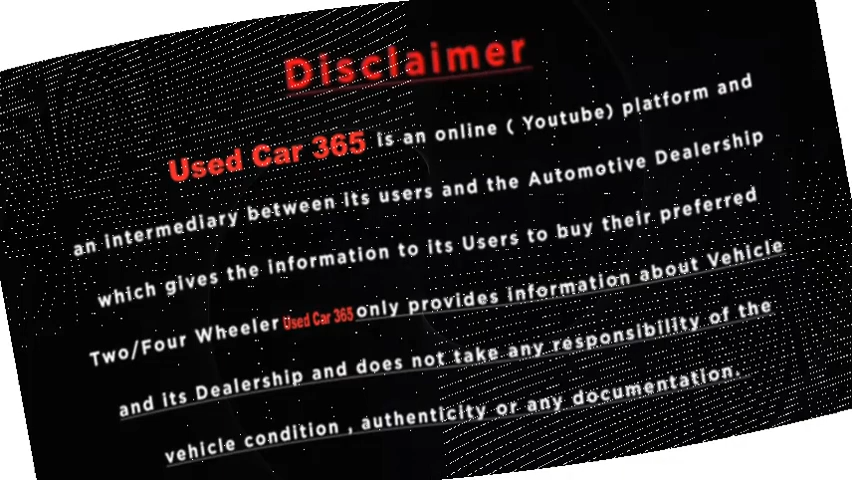 Disclaimer
Used Car 365 is an online ( Youtube) platform and
an intermediary between its users and the Automotive Dealership
which gives the information to its Users to buy their preferred
Two/Four Wheeler Used Car 365 only provides information about Vehicle
and its Dealership and does not take any responsibility of the
vehicle condition , authenticity or any documentation.